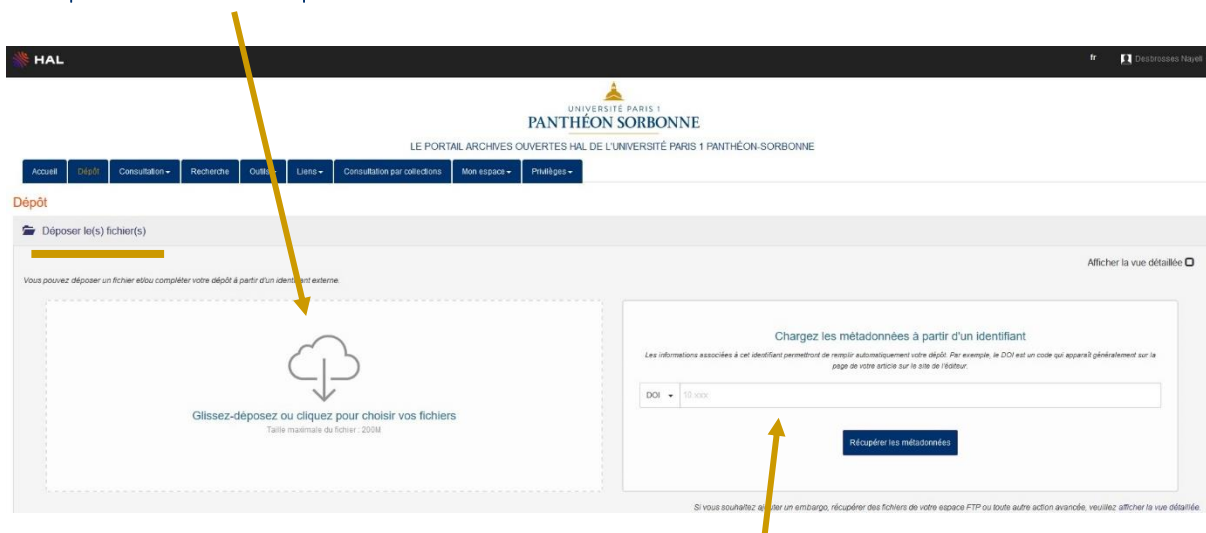 HAL
fr Desbrosses Nayeli
UNIVERSITÉ PARIS 1
PANTHÉON SORBONNE
LE PORTAIL ARCHIVES OUVERTES HAL DE L'UNIVERSITÉ PARIS 1 PANTHÉON-SORBONNE
Accueil Dépôt Consultation Recherche Outils Liens Consultation par collections Mon espace Privilèges
Dépôt
Déposer le(s) fichier(s)
Afficher la vue détaillée
Vous pouvez déposer un fichier et/ou compléter votre dépôt à partir d'un identifiant externe.
Glissez-déposez ou cliquez pour choisir vos fichiers
Taille maximale du fichier : 200M
Chargez les métadonnées à partir d'un identifiant
Les informations associées à cet identifiant permettront de remplir automatiquement votre dépôt. Par exemple, le DOI est un code qui apparaît généralement sur la
page de votre article sur le site de l'éditeur.
DOI 10.xxx
Récupérer les métadonnées
Si vous souhaitez ajouter un embargo, récupérer des fichiers de votre espace FTP ou toute autre action avancée, veuillez afficher la vue détaillée.